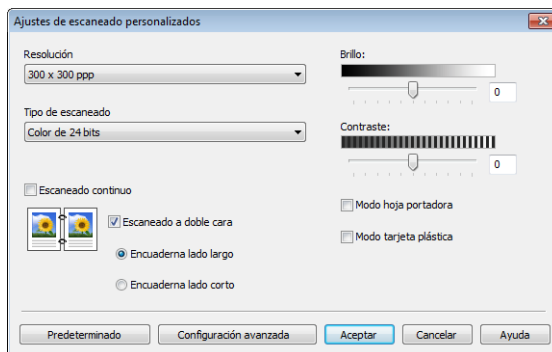 Ajustes de escaneado personalizados
Resolución
300 x 300 ppp
Tipo de escaneado
Color de 24 bits
Escaneado continuo
Escaneado a doble cara
Encuaderna lado largo
Encuaderna lado corto
Brillo:
0
Contraste:
0
Modo hoja portadora
Modo tarjeta plástica
Predeterminado
Configuración avanzada
Aceptar
Cancelar
Ayuda